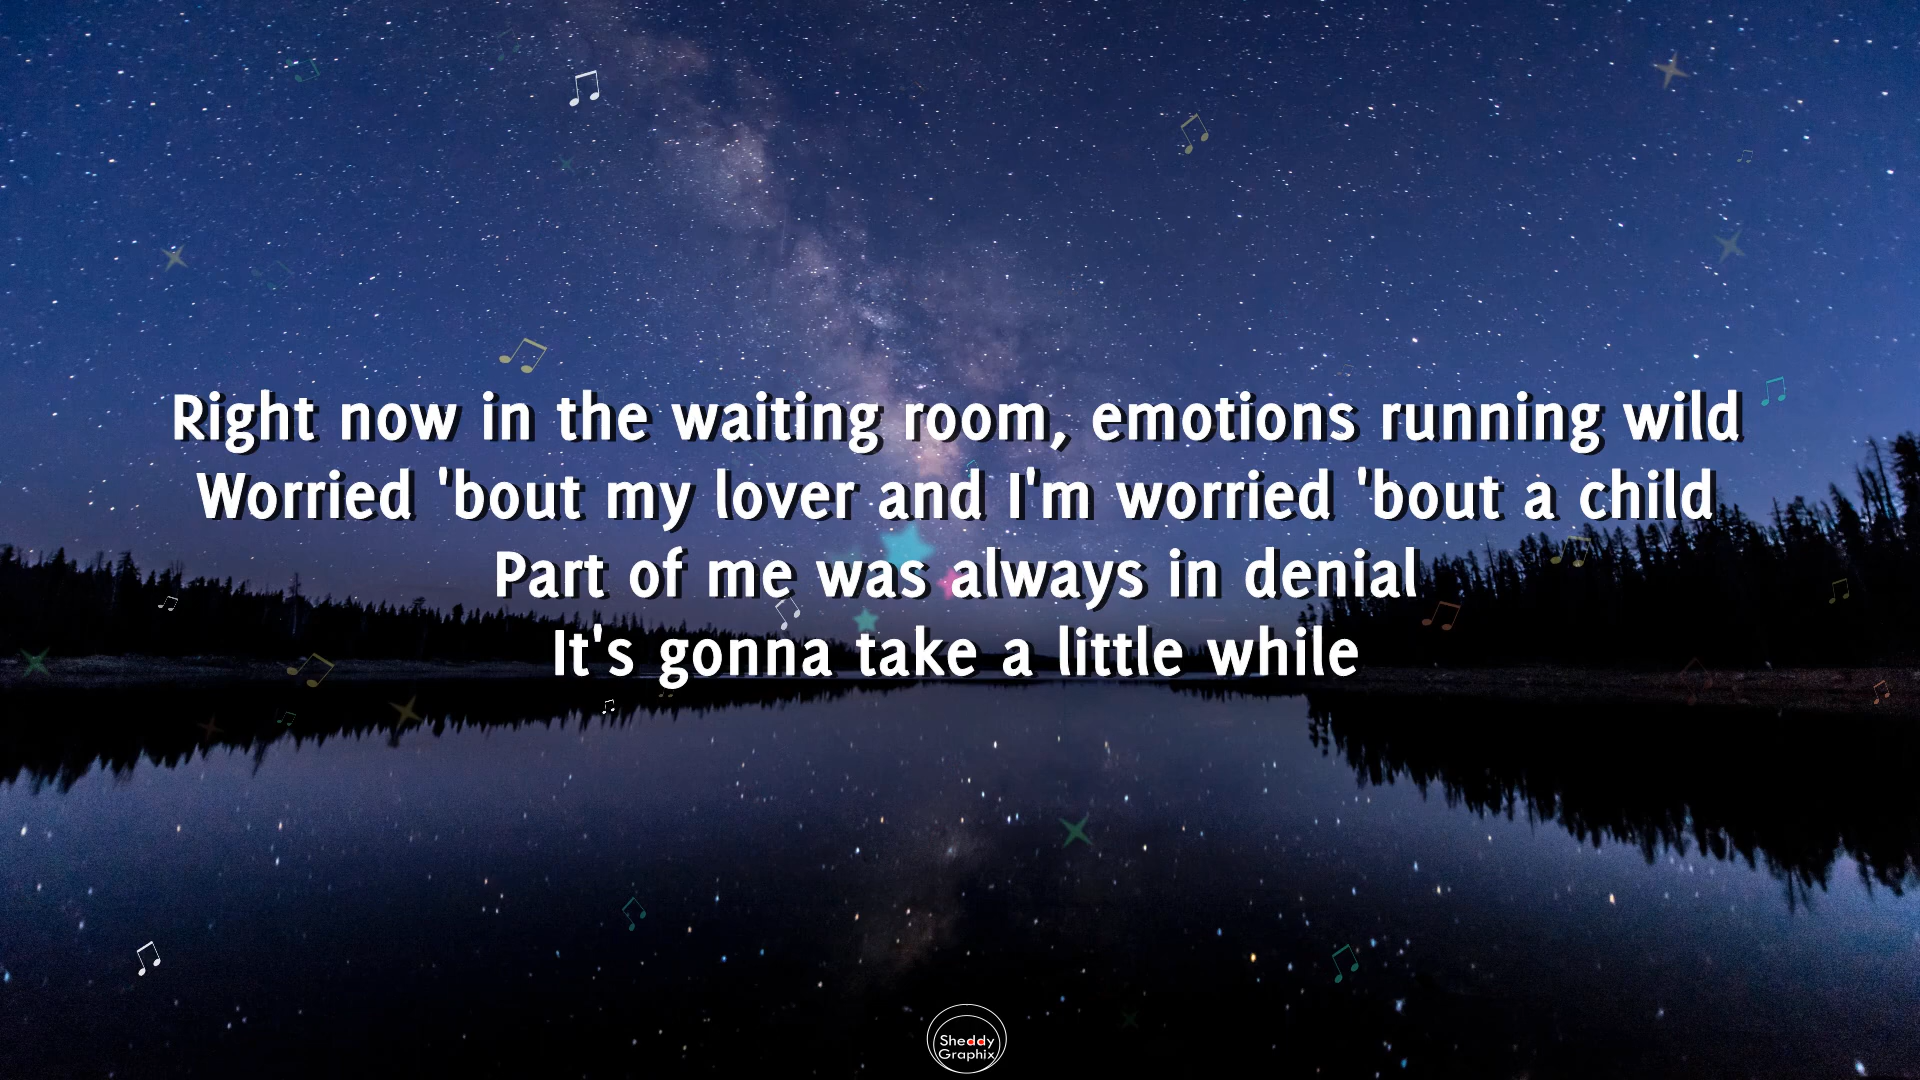 Right now in the waiting room, emotions running wild
Worried 'bout my lover and I'm worried 'bout a child
Part of me was always in denial
It's gonna take a little while
Sheddy
Graphix